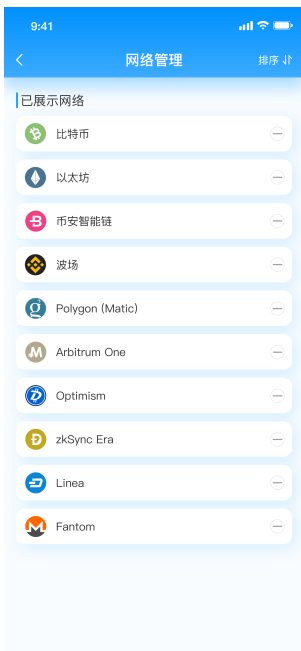 9:41
网络管理
排序
已展示网络
比特币
以太坊
币安智能链
波场
Polygon (Matic)
Arbitrum One
Optimism
zkSync Era
Linea
Fantom